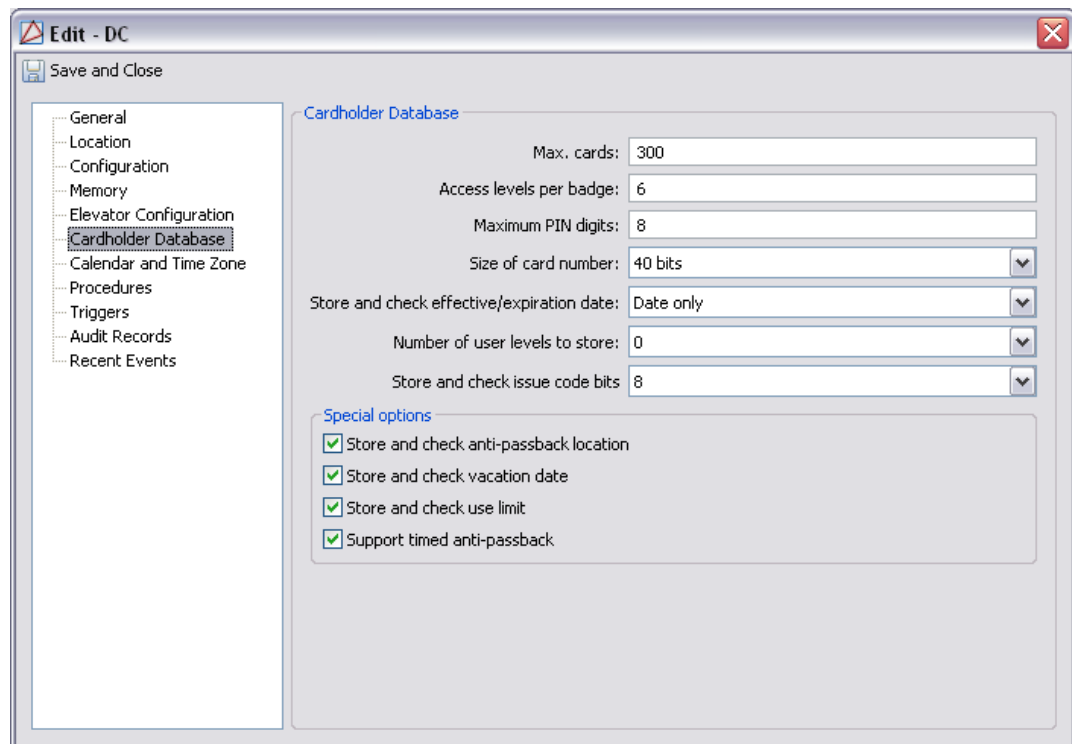 Edit - DC
Save and Close
General
Location
Configuration
Memory
Elevator Configuration
Cardholder Database
Calendar and Time Zone
Procedures
Triggers
Audit Records
Recent Events
Cardholder Database
Max. cards: 300
Access levels per badge: 6
Maximum PIN digits: 8
Size of card number: 40 bits
Store and check effective/expiration date: Date only
Number of user levels to store: 0
Store and check issue code bits 8
Special options
Store and check anti-passback location
Store and check vacation date
Store and check use limit
Support timed anti-passback